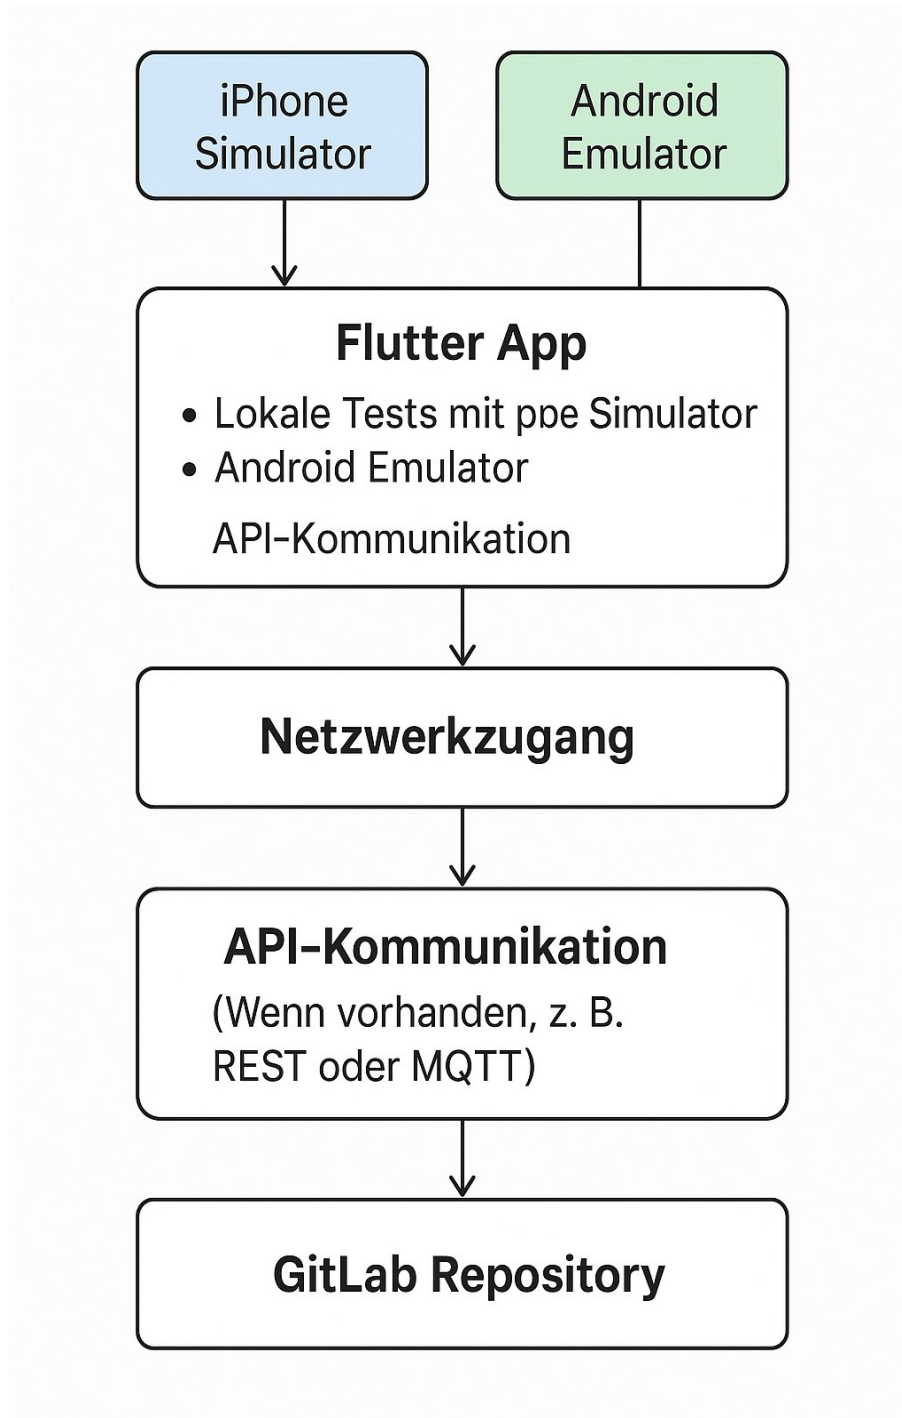 iPhone
Simulator
Android
Emulator
Flutter App
• Lokale Tests mit ppe Simulator
• Android Emulator
API-Kommunikation
Netzwerkzugang
API-Kommunikation
(Wenn vorhanden, z. B.
REST oder MQTT)
GitLab Repository